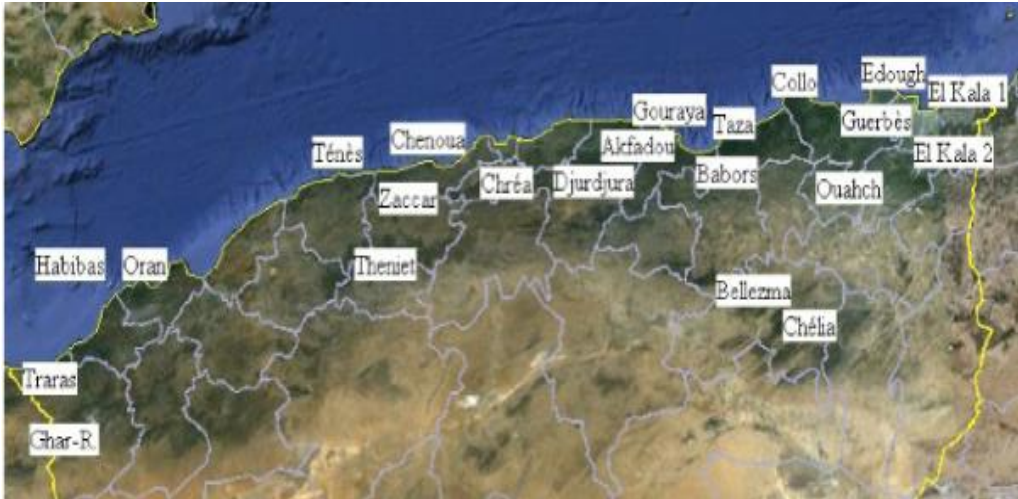 Edough
Collo
El Kala 1
Gouraya
Taza
Guerbès
Chenoua
Ténès
Akfadou
El Kala 2
Babors
Chréa
Djurdjura
Ouahch
Zaccar
Habibas
Oran
Theniet
Bellezma
Chélia
Traras
Ghar-R